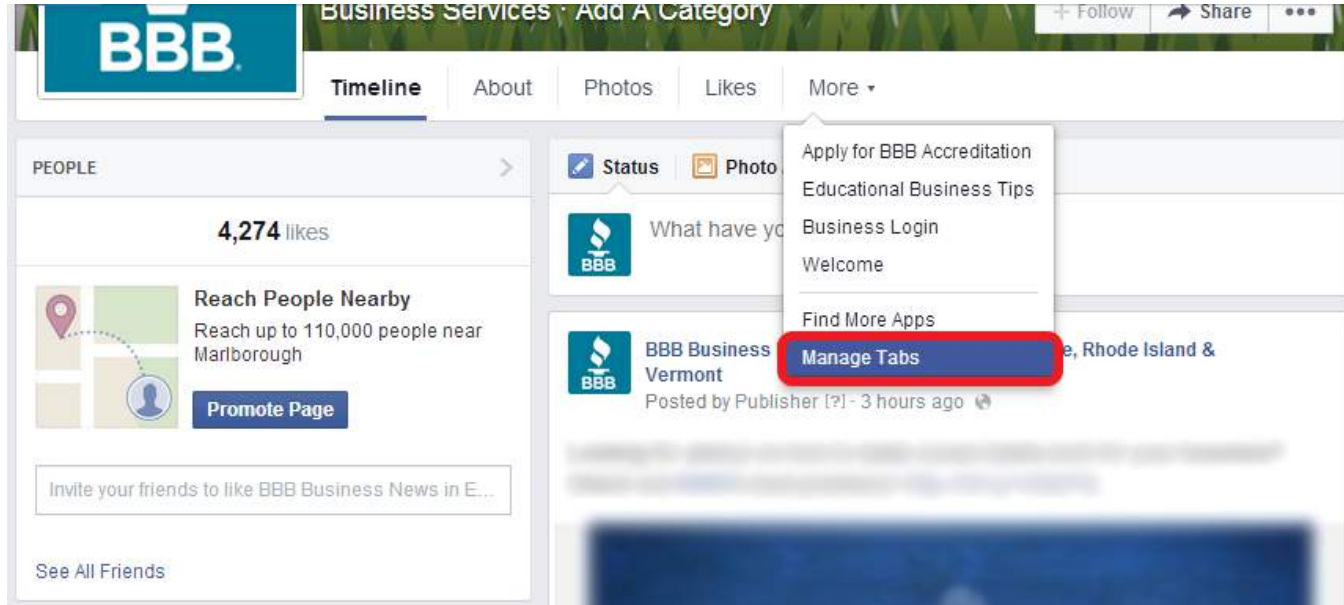 Business Services · Add A Category
+ Follow
Share
BBB.
Timeline
About
Photos
Likes
More
PEOPLE
4,274 likes
Reach People Nearby
Reach up to 110,000 people near
Marlborough
Promote Page
Invite your friends to like BBB Business News in E...
See All Friends
Status
Photo
BBB
What have yo
Apply for BBB Accreditation
Educational Business Tips
Business Login
Welcome
Find More Apps
Manage Tabs
BBB
BBB Business
e, Rhode Island &
Vermont
Posted by Publisher [?] · 3 hours ago